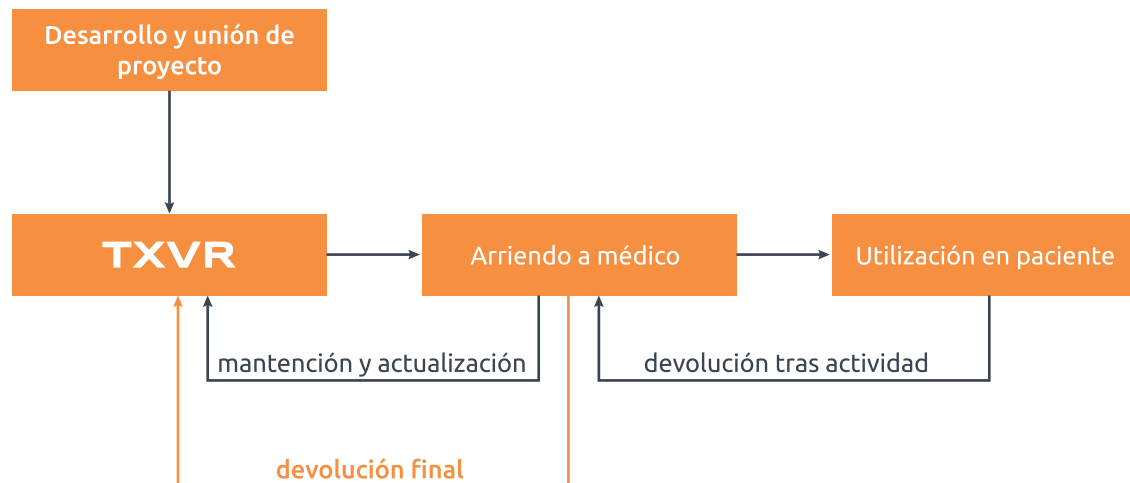 Desarrollo y unión de
proyecto
TXVR
Arriendo a médico
Utilización en paciente
mantención y actualización
devolución tras actividad
devolución final